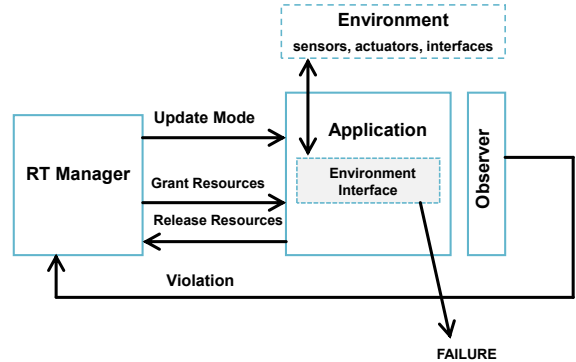 Environment
sensors, actuators, interfaces
Update Mode
Application
RT Manager
Grant Resources
Environment
Interface
Release Resources
Observer
Violation
FAILURE